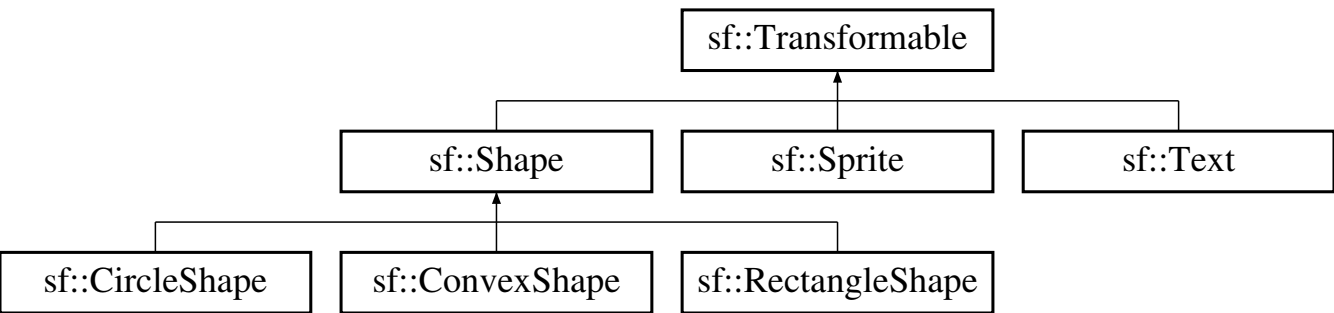 sf::Transformable
sf::Shape
sf::Sprite
sf::Text
sf::CircleShape
sf::ConvexShape
sf::RectangleShape